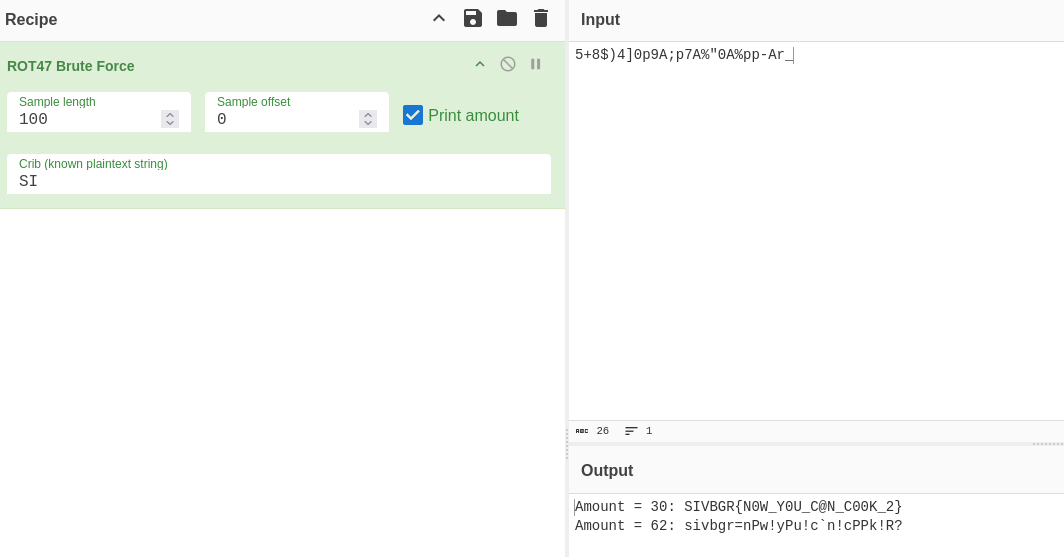 Recipe
ROT47 Brute Force
Sample length
100
Sample offset
0
Print amount
Crib (known plaintext string)
SI
Input
5+8$)4]0p9A;p7A%"0A%pp-Ar_
ABC 26 1
Output
Amount = 30: SIVBGR{N0W_Y0U_C@N_C00K_2}
Amount = 62: sivbgr=nPw!yPu!c`n!cPPk!R?